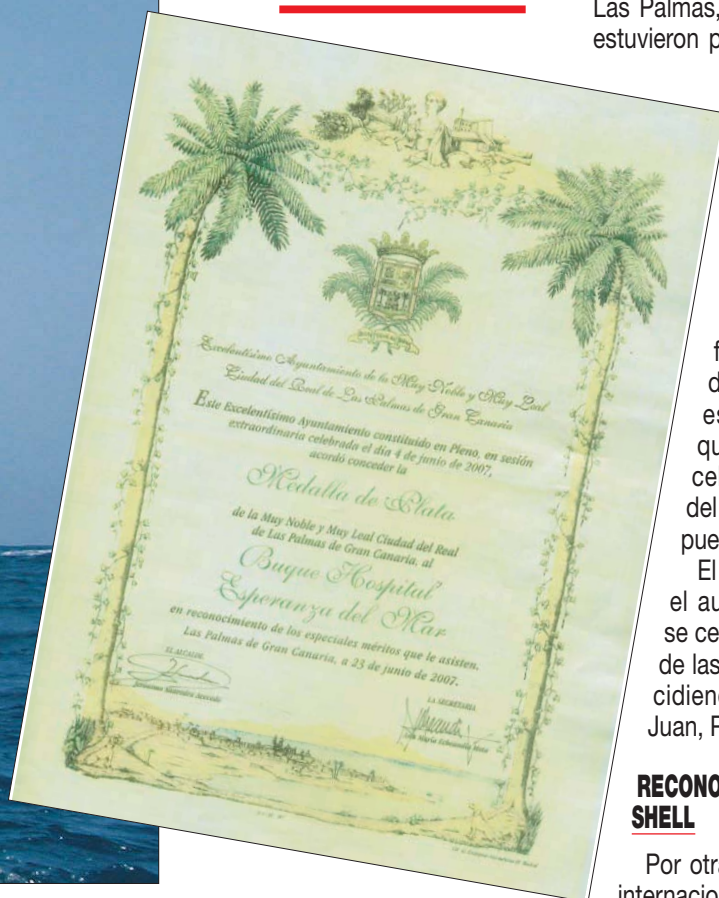 Las Palmas,
estuvieron p
Excelentísimo Ayuntamiento de la Muy Noble y Muy Leal
Ciudad del Real de Las Palmas de Gran Canaria
Este Excelentísimo Ayuntamiento constituido en Pleno, en sesión
extraordinaria celebrada el día 4 de junio de 2007,
acordó conceder la
Medalla de Plata
de la Muy Noble y Muy Leal Ciudad del Real
de Las Palmas de Gran Canaria, al
Buque Hospital
Esperanza del Mar
en reconocimiento de los especiales méritos que le asisten.
Las Palmas de Gran Canaria, a 23 de junio de 2007.
EL ALCALDE
LA SECRETARIA
f
d
es
qu
ce
del
pue
El
el au
se ce
de las
cidien
Juan, P
RECONO
SHELL
Por otra
internacio